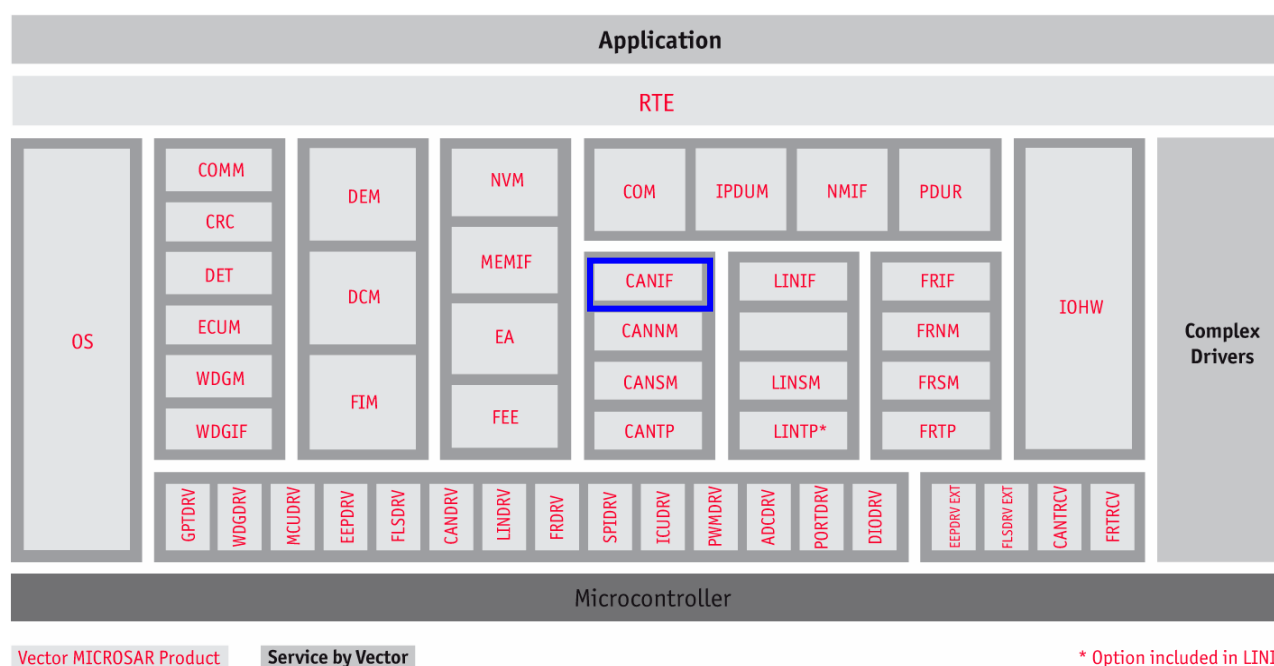 Application
RTE
OS
COMM
CRC
DET
ECUM
WDGM
WDGIF
DEM
DCM
FIM
NVM
MEMIF
EA
FEE
COM
IPDUM
NMIF
PDUR
CANIF
CANNM
CANSM
CANTP
LINIF
LINSM
LINTP*
FRIF
FRNM
FRSM
FRTP
IOHW
Complex
Drivers
GPTDRV
WDGDRV
MCUDRV
EEPDRV
FLSDRV
CANDRV
LINDRV
FRDRV
SPIDRV
ICUDRV
PWMDRV
ADCDRV
PORTDRV
DIODRV
EEPDRV EXT
FLSDRV EXT
CANTRCV
FRTRCV
Microcontroller
Vector MICROSAR Product
Service by Vector
* Option included in LINI